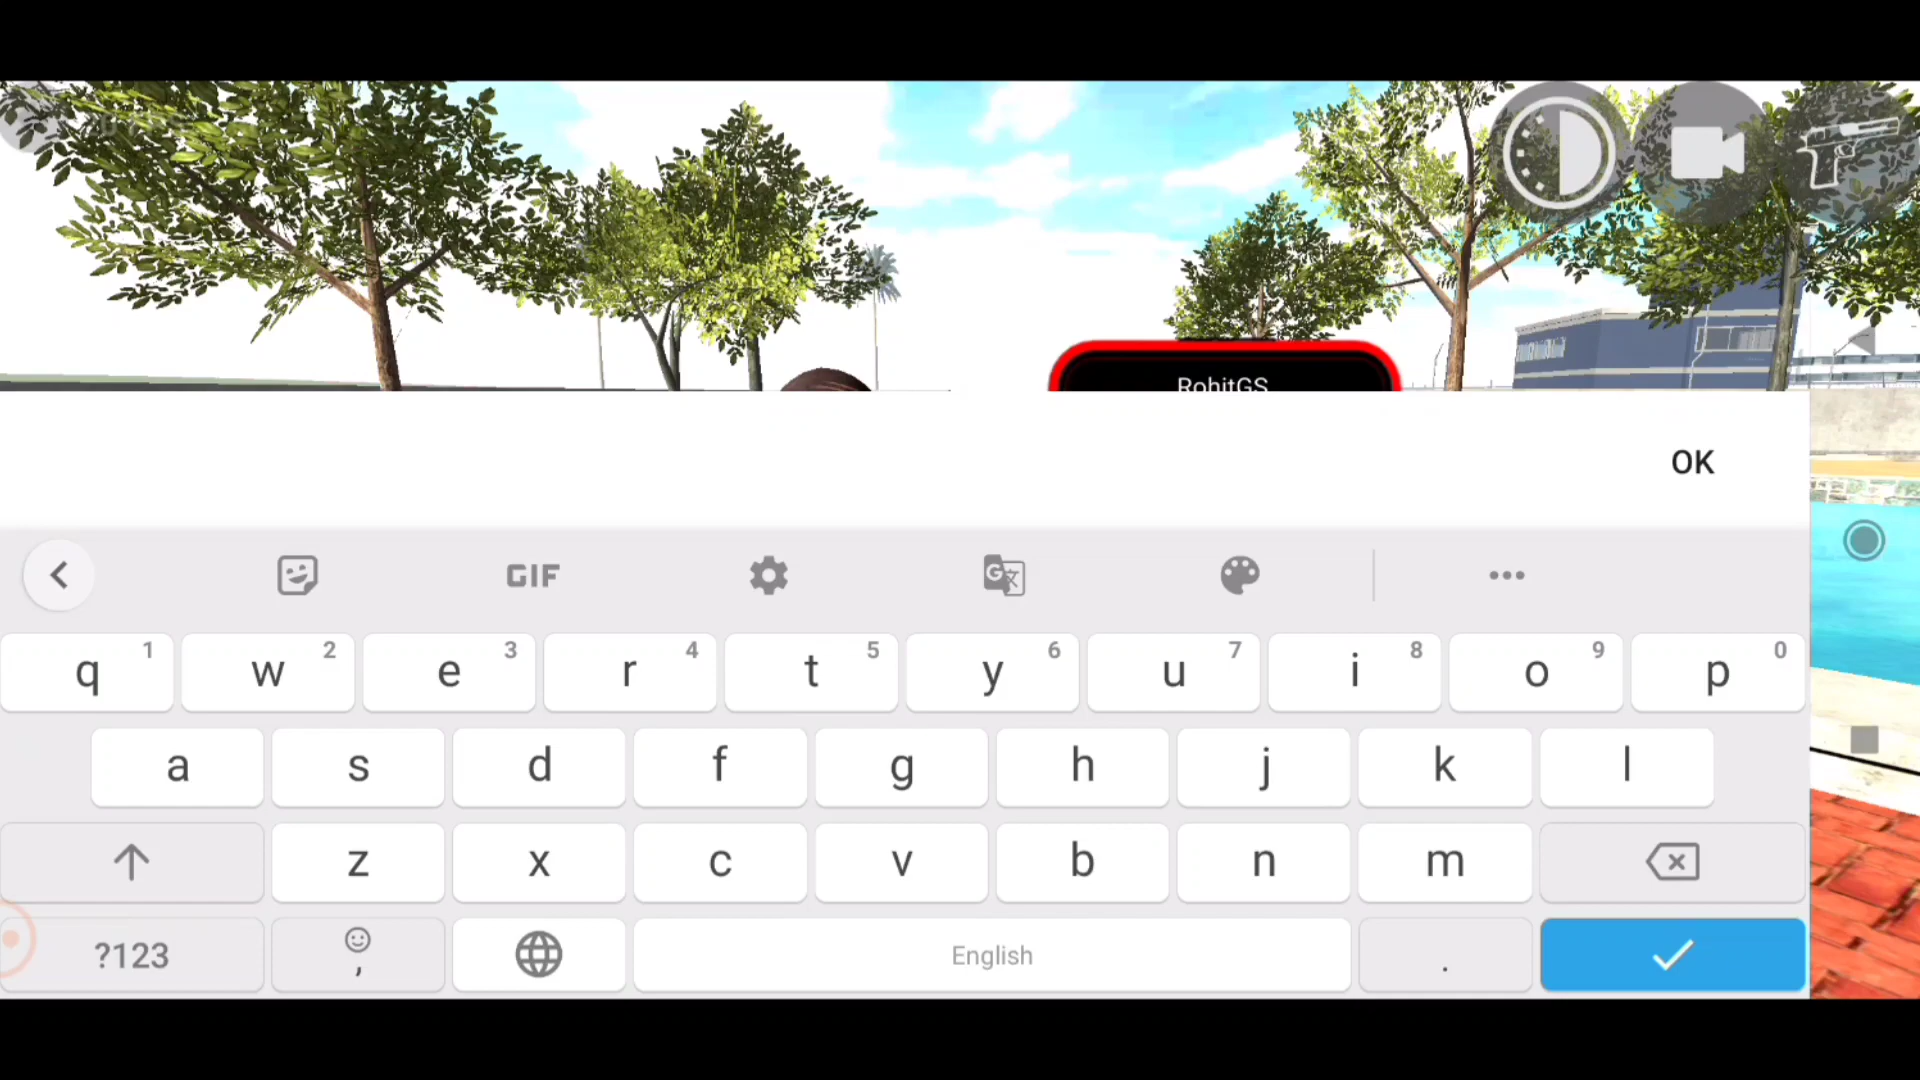 RohitGS
OK
GIF
G
q 1 w 2 e 3 r 4 t 5 y 6 u 7 i 8 o 9 p 0
a s d f g h j k l
z x c v b n m
?123 , English .